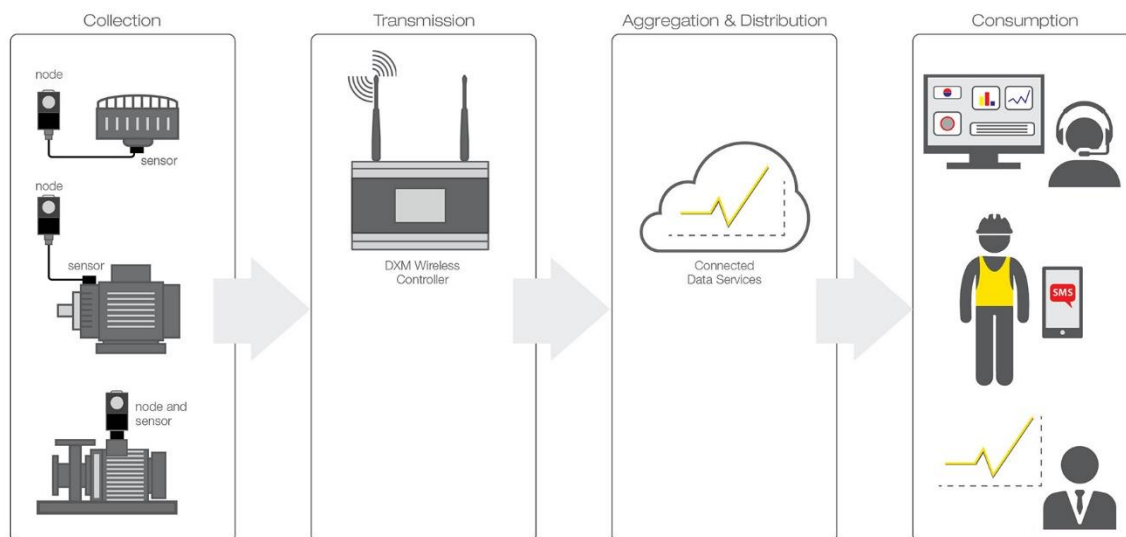 Collection
Transmission
Aggregation & Distribution
Consumption
node
sensor
node
sensor
node and
sensor
DXM Wireless
Controller
Connected
Data Services
SMS